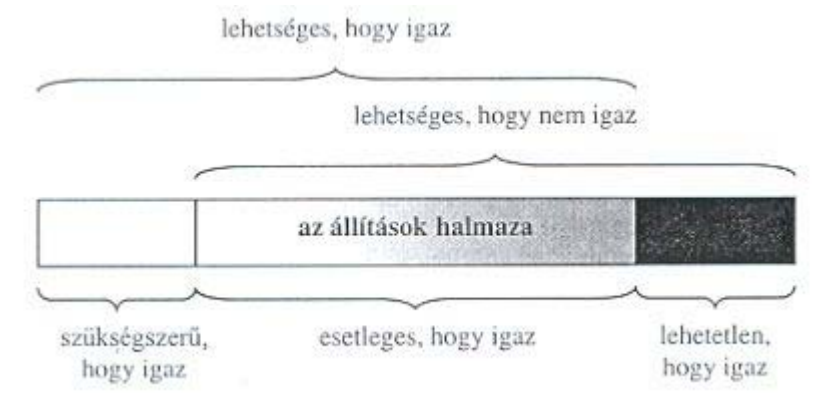 lehetséges, hogy igaz
lehetséges, hogy nem igaz
az állítások halmaza
szükségszerű,
hogy igaz
esetleges, hogy igaz
lehetetlen,
hogy igaz